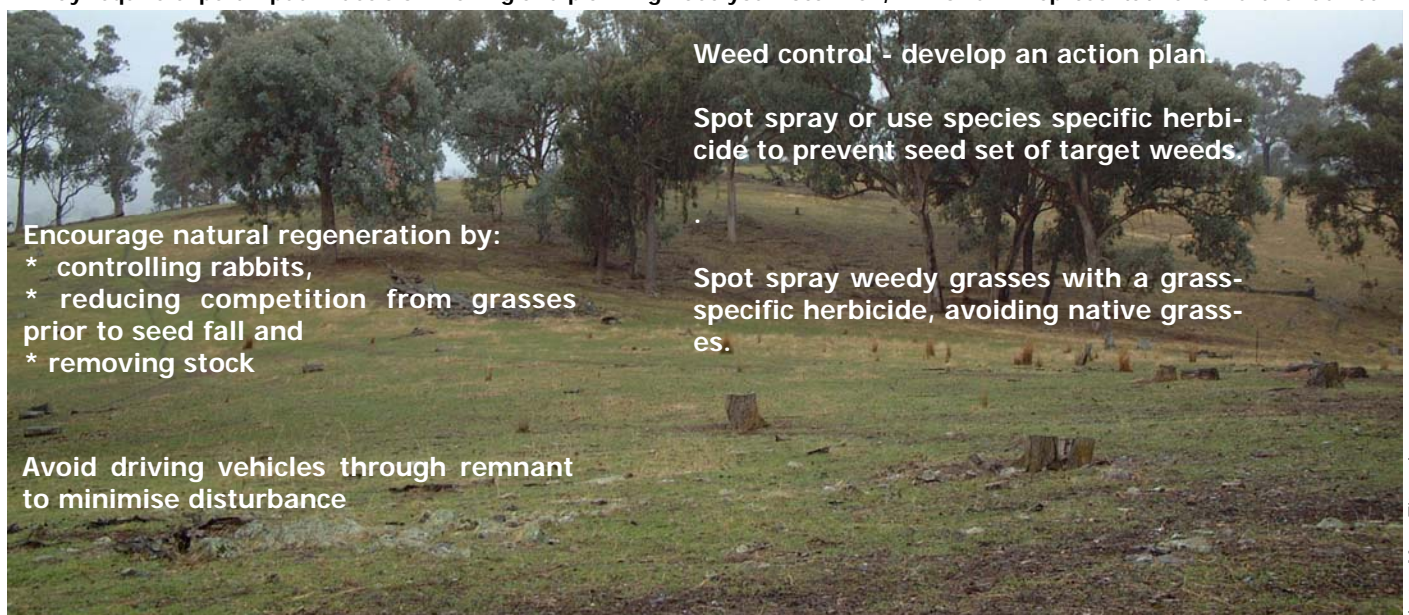 Weed control - develop an action plan.
Spot spray or use species specific herbi-
cide to prevent seed set of target weeds.
.
Spot spray weedy grasses with a grass-
specific herbicide, avoiding native grass-
es.
Encourage natural regeneration by:
* controlling rabbits,
* reducing competition from grasses
prior to seed fall and
* removing stock
Avoid driving vehicles through remnant
to minimise disturbance